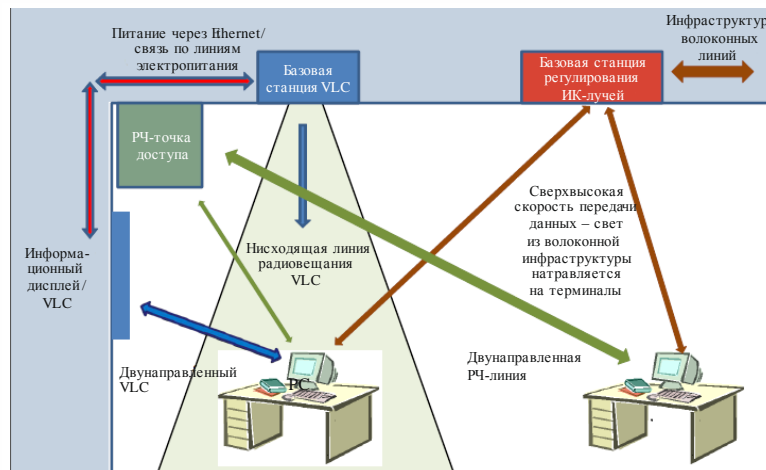 Питание через Ethernet/
связь по линиям
электропитания
Базовая
станция VLC
Базовая станция
регулирования
ИК-лучей
Инфраструктур
волоконных
линий
РЧ-точка
доступа
Сверхвысокая
скорость передачи
данных – свет
из волоконной
инфраструктуры
натравляется
на терминалы
Нисходящая линия
радиовещания
VLC
Информа-
ционный
дисплей/
VLC
Двунаправленный
VLC
PC
Двунаправленная
РЧ-линия